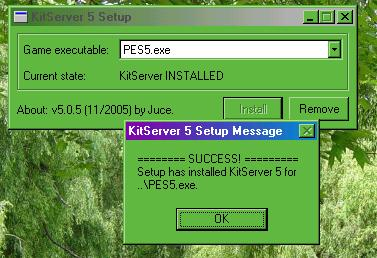 KitServer 5 Setup
Game executable: PES5.exe
Current state: KitServer INSTALLED
About: v5.0.5 (11/2005) by Juce. Install Remove
KitServer 5 Setup Message
======== SUCCESS! =========
Setup has installed KitServer 5 for
..\PES5.exe.
OK